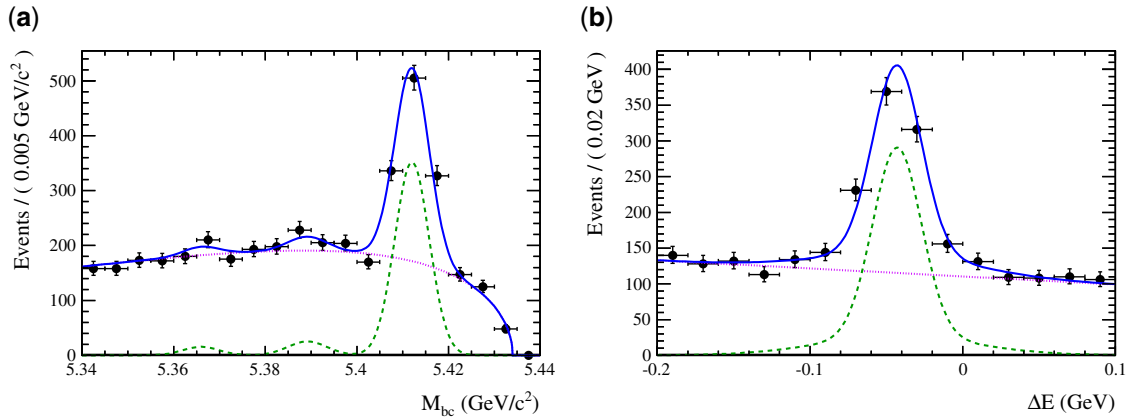 (a)
Events / ( 0.005 GeV/c²)
500
400
300
200
100
0
5.34 5.36 5.38 5.4 5.42 5.44
M_bc (GeV/c²)
(b)
Events / ( 0.02 GeV)
400
350
300
250
200
150
100
50
0
-0.2 -0.1 0 0.1
ΔE (GeV)